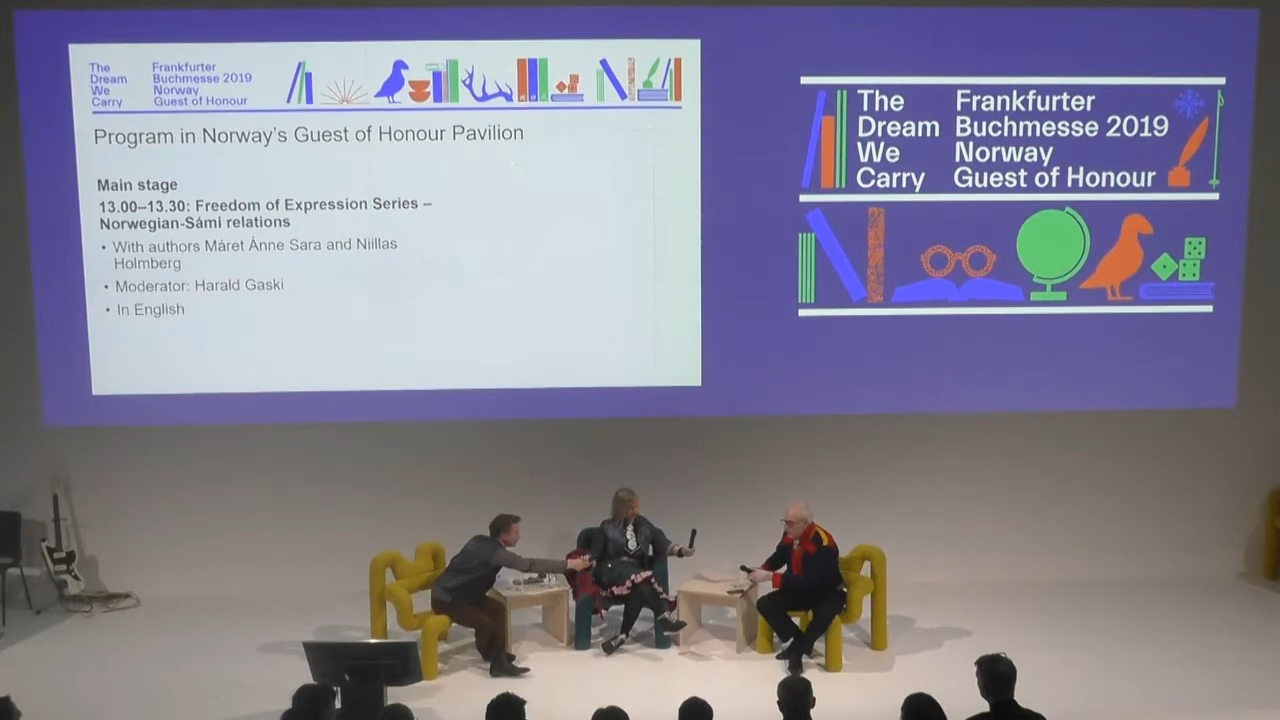 The
Dream
We
Carry
Frankfurter
Buchmesse 2019
Norway
Guest of Honour
Program in Norway's Guest of Honour Pavilion
Main stage
13.00–13.30: Freedom of Expression Series –
Norwegian-Sámi relations
• With authors Máret Ánne Sara and Niillas
Holmberg
• Moderator: Harald Gaski
• In English
The
Dream
We
Carry
Frankfurter
Buchmesse 2019
Norway
Guest of Honour